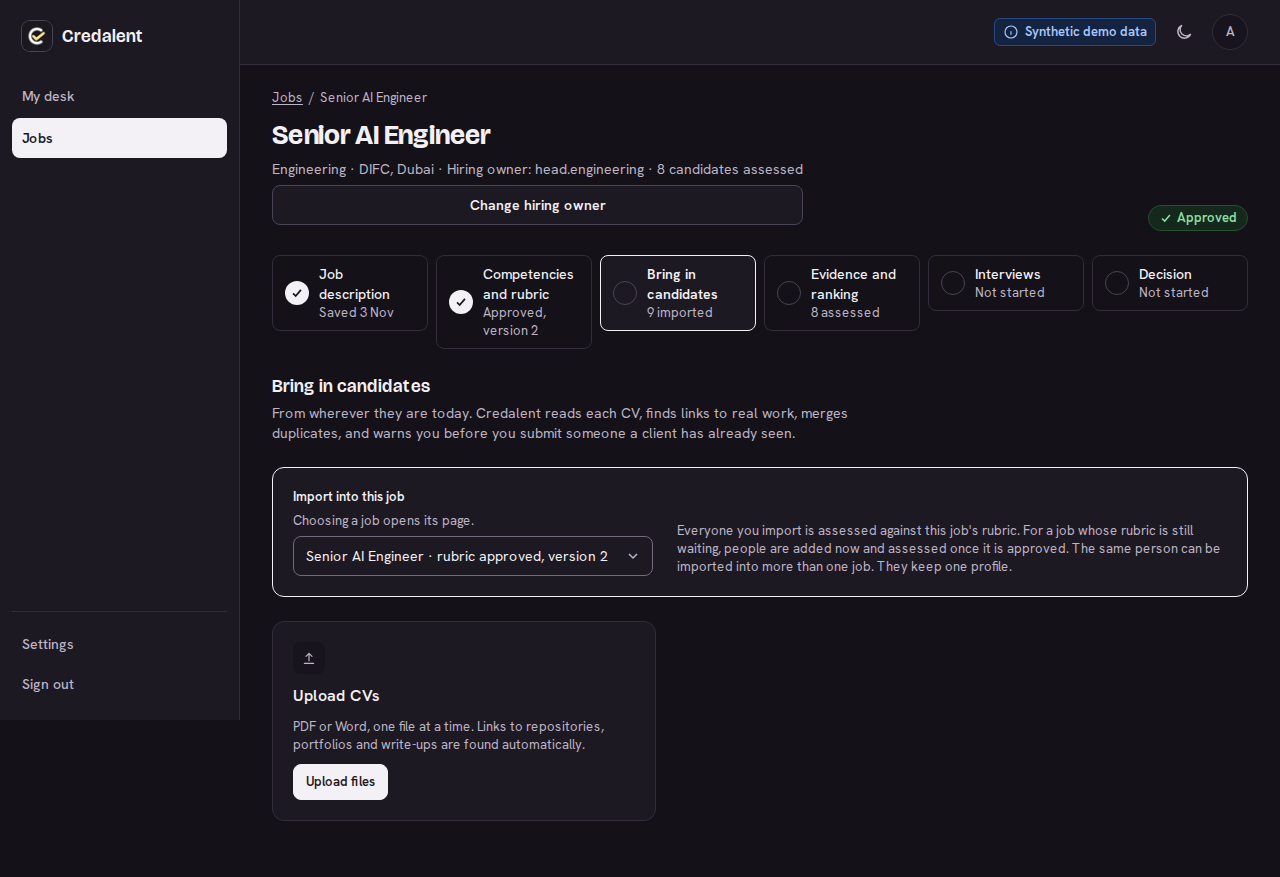 Credalent
Synthetic demo data
A
My desk
Jobs
Settings
Sign out
Jobs / Senior AI Engineer
Senior AI Engineer
Engineering · DIFC, Dubai · Hiring owner: head.engineering · 8 candidates assessed
Change hiring owner
Approved
Job
description
Saved 3 Nov
Competencies
and rubric
Approved,
version 2
Bring in
candidates
9 imported
Evidence and
ranking
8 assessed
Interviews
Not started
Decision
Not started
Bring in candidates
From wherever they are today. Credalent reads each CV, finds links to real work, merges
duplicates, and warns you before you submit someone a client has already seen.
Import into this job
Choosing a job opens its page.
Senior AI Engineer · rubric approved, version 2
Everyone you import is assessed against this job's rubric. For a job whose rubric is still
waiting, people are added now and assessed once it is approved. The same person can be
imported into more than one job. They keep one profile.
Upload CVs
PDF or Word, one file at a time. Links to repositories,
portfolios and write-ups are found automatically.
Upload files